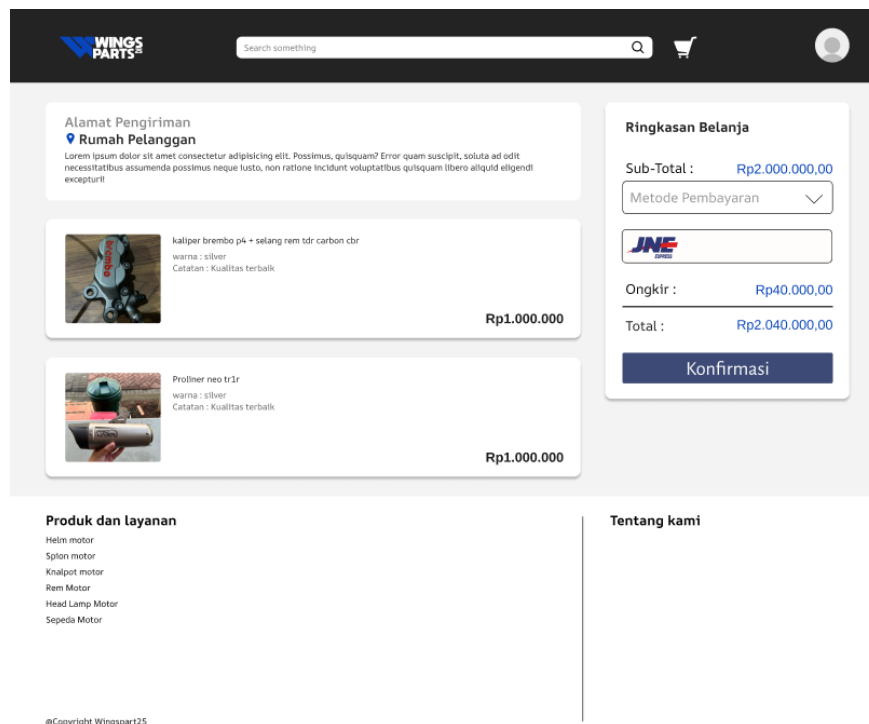 WINGS
PARTS
Search something
Alamat Pengiriman
Rumah Pelanggan
Lorem ipsum dolor sit amet consectetur adipisicing elit. Possimus, quisquam? Error quam suscipit, soluta ad odit
necessitatibus assumenda possimus neque iusto, non ratione incidunt voluptatibus quisquam libero aliquid eligendi
excepturi!
brembo
kaliper brembo p4 + selang rem tdr carbon cbr
warna : silver
Catatan : Kualitas terbaik
Rp1.000.000
Proliner neo tr1r
warna : silver
Catatan : Kualitas terbaik
Rp1.000.000
Ringkasan Belanja
Sub-Total : Rp2.000.000,00
Metode Pembayaran
JNE
EXPRESS
Ongkir : Rp40.000,00
Total : Rp2.040.000,00
Konfirmasi
Produk dan layanan
Helm motor
Spion motor
Knalpot motor
Rem Motor
Head Lamp Motor
Sepeda Motor
@Copyright Wingspart25
Tentang kami